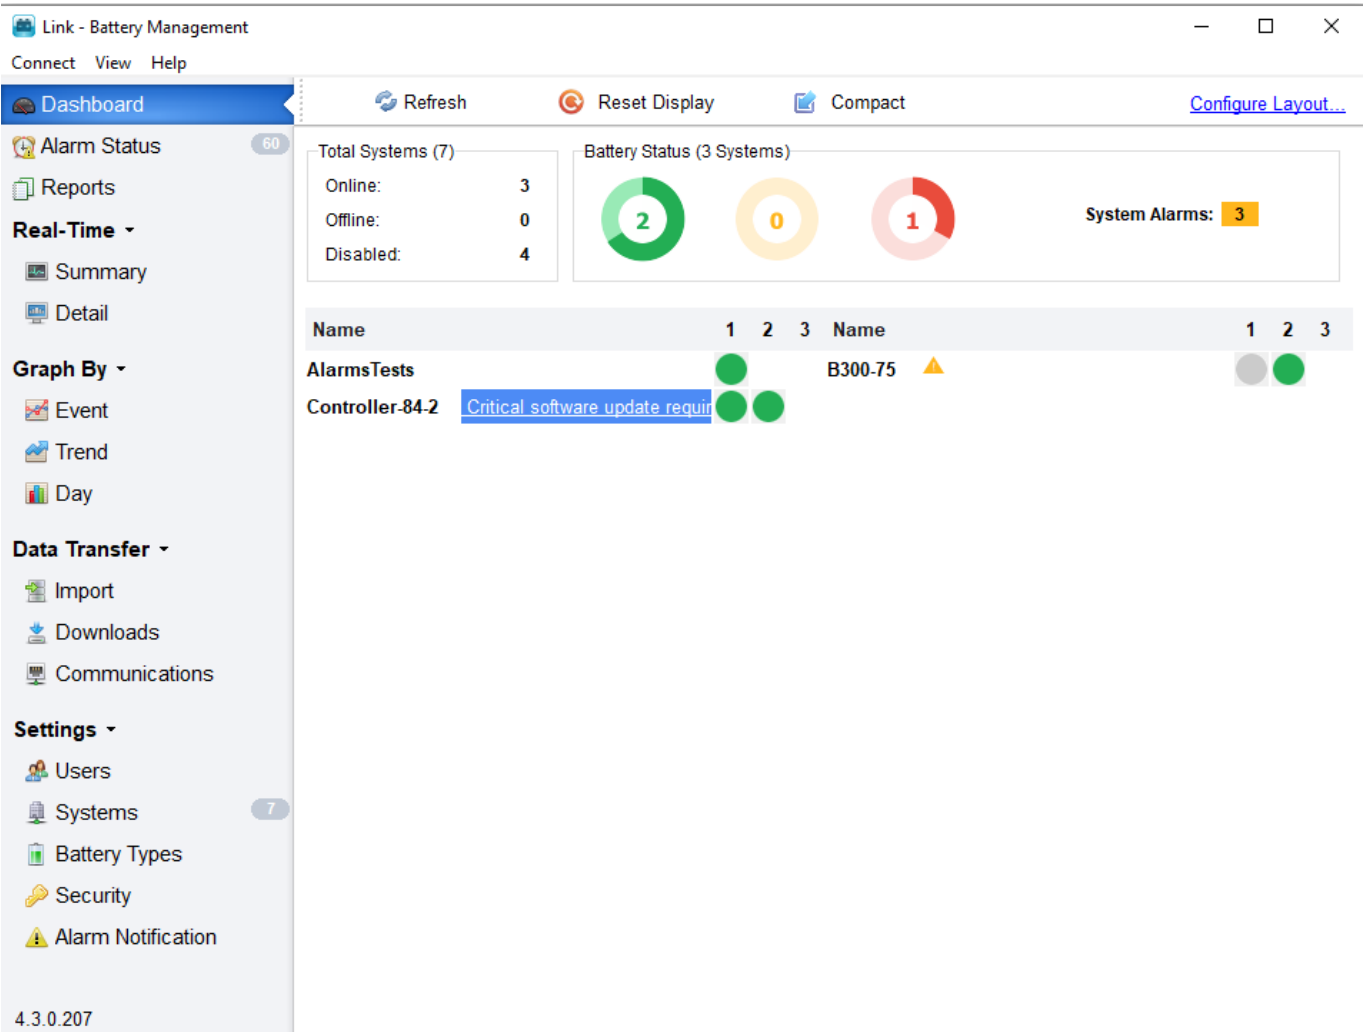 Link - Battery Management
Connect View Help
Dashboard
Refresh
Reset Display
Compact
Configure Layout...
Alarm Status 60
Reports
Real-Time
Summary
Detail
Graph By
Event
Trend
Day
Data Transfer
Import
Downloads
Communications
Settings
Users
Systems 7
Battery Types
Security
Alarm Notification
4.3.0.207
Total Systems (7)
Online: 3
Offline: 0
Disabled: 4
Battery Status (3 Systems)
2 0 1
System Alarms: 3
Name 1 2 3 Name 1 2 3
AlarmsTests B300-75
Controller-84-2 Critical software update requir